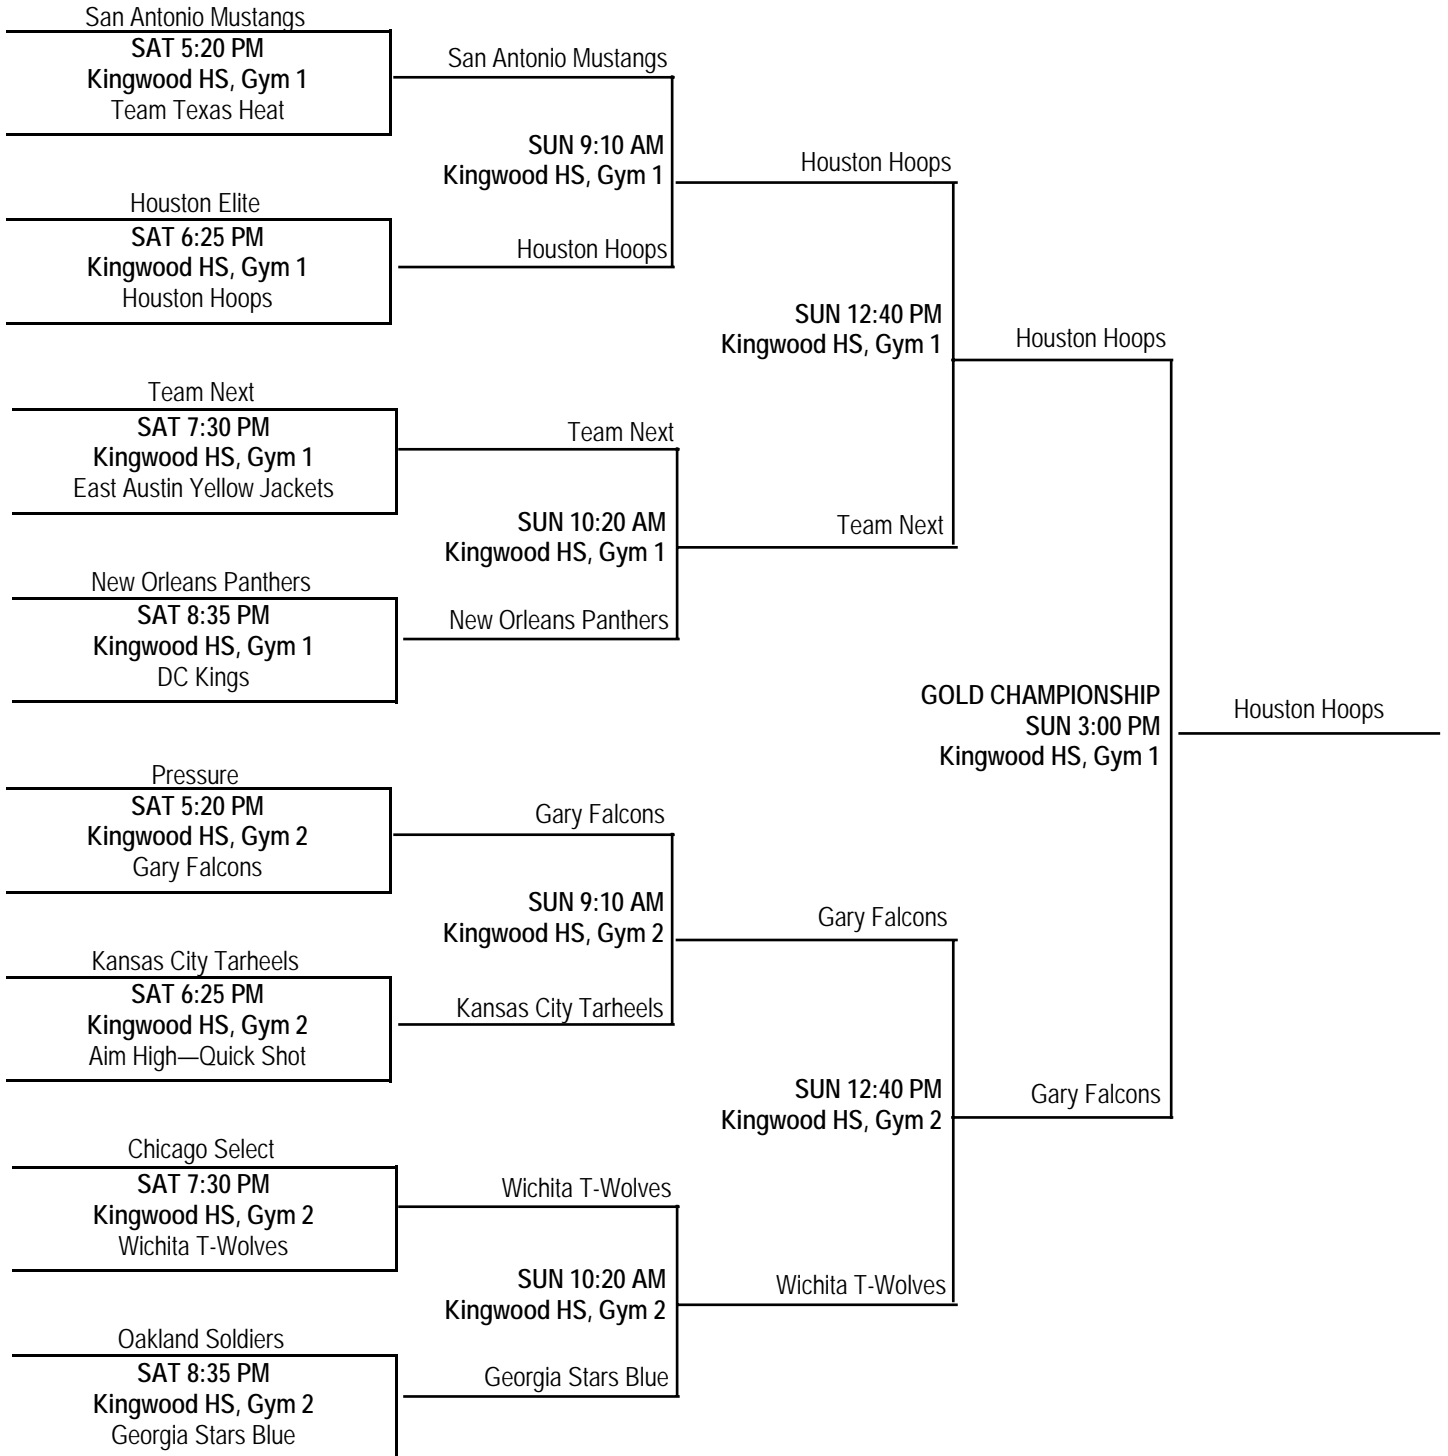 San Antonio Mustangs
SAT 5:20 PM
Kingwood HS, Gym 1
Team Texas Heat
Houston Elite
SAT 6:25 PM
Kingwood HS, Gym 1
Houston Hoops
Team Next
SAT 7:30 PM
Kingwood HS, Gym 1
East Austin Yellow Jackets
New Orleans Panthers
SAT 8:35 PM
Kingwood HS, Gym 1
DC Kings
Pressure
SAT 5:20 PM
Kingwood HS, Gym 2
Gary Falcons
Kansas City Tarheels
SAT 6:25 PM
Kingwood HS, Gym 2
Aim High—Quick Shot
Chicago Select
SAT 7:30 PM
Kingwood HS, Gym 2
Wichita T-Wolves
Oakland Soldiers
SAT 8:35 PM
Kingwood HS, Gym 2
Georgia Stars Blue
San Antonio Mustangs
SUN 9:10 AM
Kingwood HS, Gym 1
Houston Hoops
Team Next
SUN 10:20 AM
Kingwood HS, Gym 1
New Orleans Panthers
Gary Falcons
SUN 9:10 AM
Kingwood HS, Gym 2
Kansas City Tarheels
Wichita T-Wolves
SUN 10:20 AM
Kingwood HS, Gym 2
Georgia Stars Blue
Houston Hoops
SUN 12:40 PM
Kingwood HS, Gym 1
Team Next
Gary Falcons
SUN 12:40 PM
Kingwood HS, Gym 2
Wichita T-Wolves
Houston Hoops
GOLD CHAMPIONSHIP
SUN 3:00 PM
Kingwood HS, Gym 1
Gary Falcons
Houston Hoops